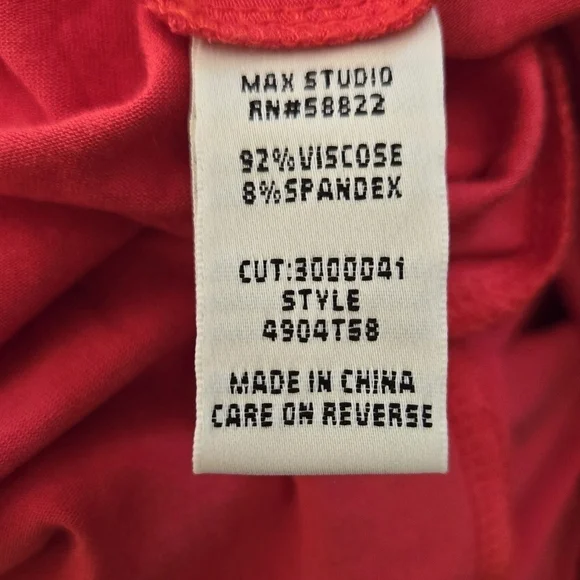 MAX STUDIO
RN#58822
92%VISCOSE
8%SPANDEX
CUT:3000041
STYLE
4904T58
MADE IN CHINA
CARE ON REVERSE